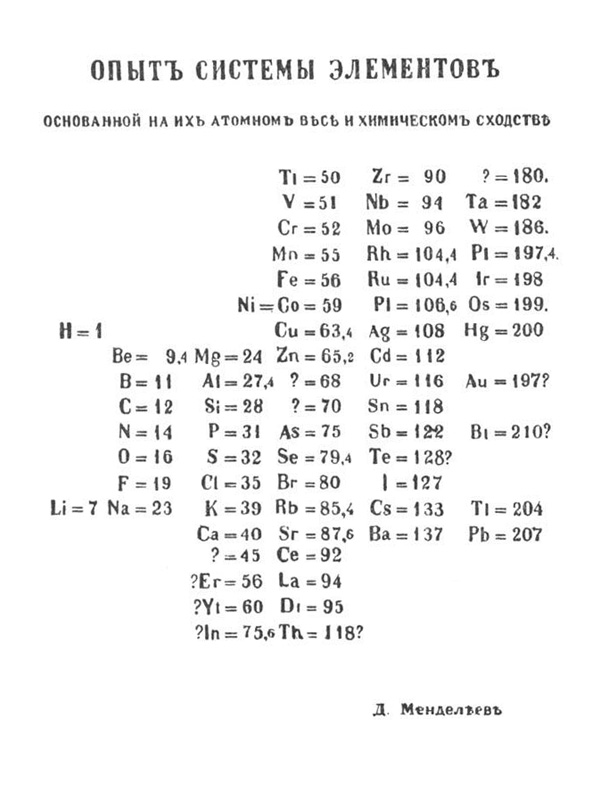 ОПЫТЪ СИСТЕМЫ ЭЛЕМЕНТОВЪ
ОСНОВАННОЙ НА ИХЪ АТОМНОМЪ ВѢСѢ И ХИМИЧЕСКОМЪ СХОДСТВѢ
Ti = 50 Zr = 90 ? = 180.
V = 51 Nb = 94 Ta = 182
Cr = 52 Mo = 96 W = 186.
Mn = 55 Rh = 104,4 Pt = 197,4.
Fe = 56 Ru = 104,4 Ir = 198
Ni = Co = 59 Pl = 106,6 Os = 199.
H = 1 Cu = 63,4 Ag = 108 Hg = 200
Be = 9,4 Mg = 24 Zn = 65,2 Cd = 112
B = 11 Al = 27,4 ? = 68 Ur = 116 Au = 197?
C = 12 Si = 28 ? = 70 Sn = 118
N = 14 P = 31 As = 75 Sb = 122 Bi = 210?
O = 16 S = 32 Se = 79,4 Te = 128?
F = 19 Cl = 35 Br = 80 I = 127
Li = 7 Na = 23 K = 39 Rb = 85,4 Cs = 133 Tl = 204
Ca = 40 Sr = 87,6 Ba = 137 Pb = 207
? = 45 Ce = 92
?Er = 56 La = 94
?Yt = 60 Di = 95
?In = 75,6 Th = 118?
Д. Менделѣевъ